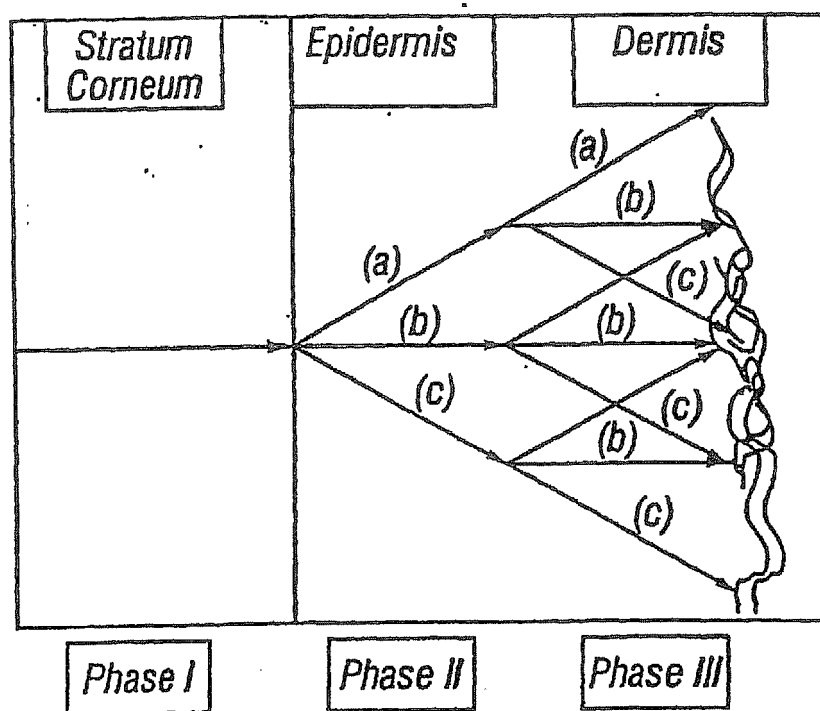 Stratum
Corneum
Epidermis
Dermis
(a)
(b)
(a)
(c)
(b)
(b)
(c)
(c)
(b)
(c)
Phase I
Phase II
Phase III